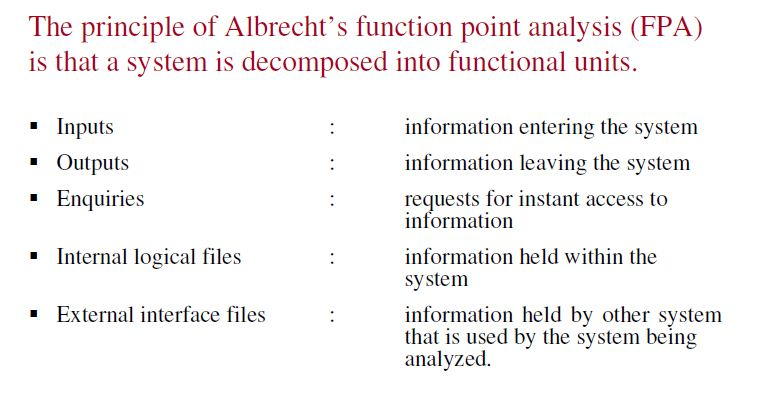 The principle of Albrecht's function point analysis (FPA)
is that a system is decomposed into functional units.
▪ Inputs : information entering the system
▪ Outputs : information leaving the system
▪ Enquiries : requests for instant access to
information
▪ Internal logical files : information held within the
system
▪ External interface files : information held by other system
that is used by the system being
analyzed.